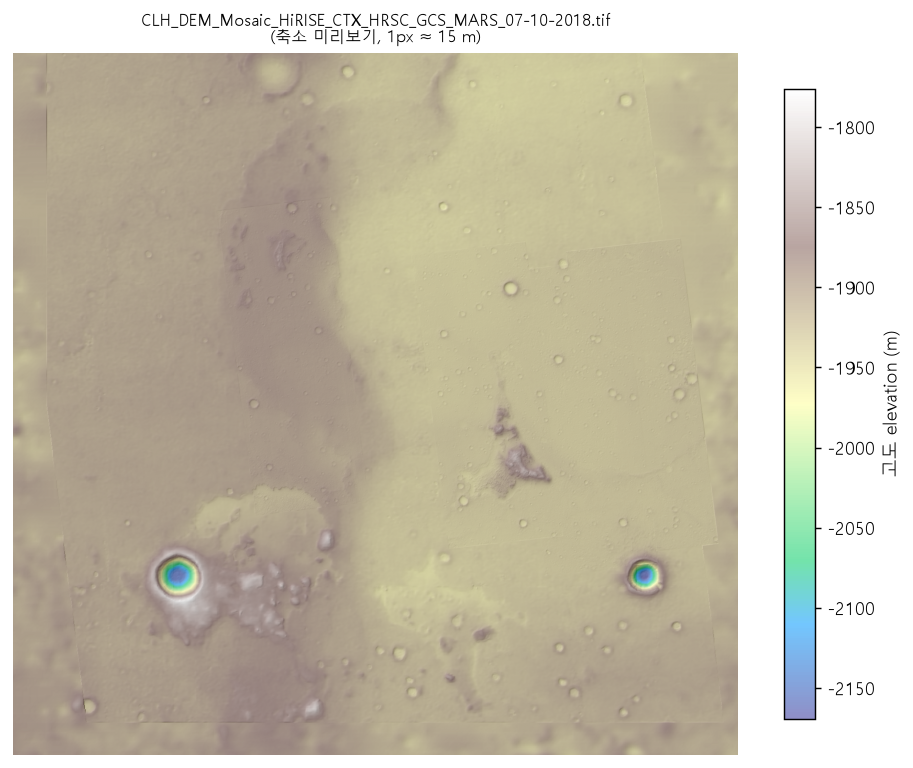 CLH_DEM_Mosaic_HiRISE_CTX_HRSC_GCS_MARS_07-10-2018.tif
(축소 미리보기, 1px ≈ 15 m)
-1800
-1850
-1900
-1950
-2000
-2050
-2100
-2150
고도 elevation (m)